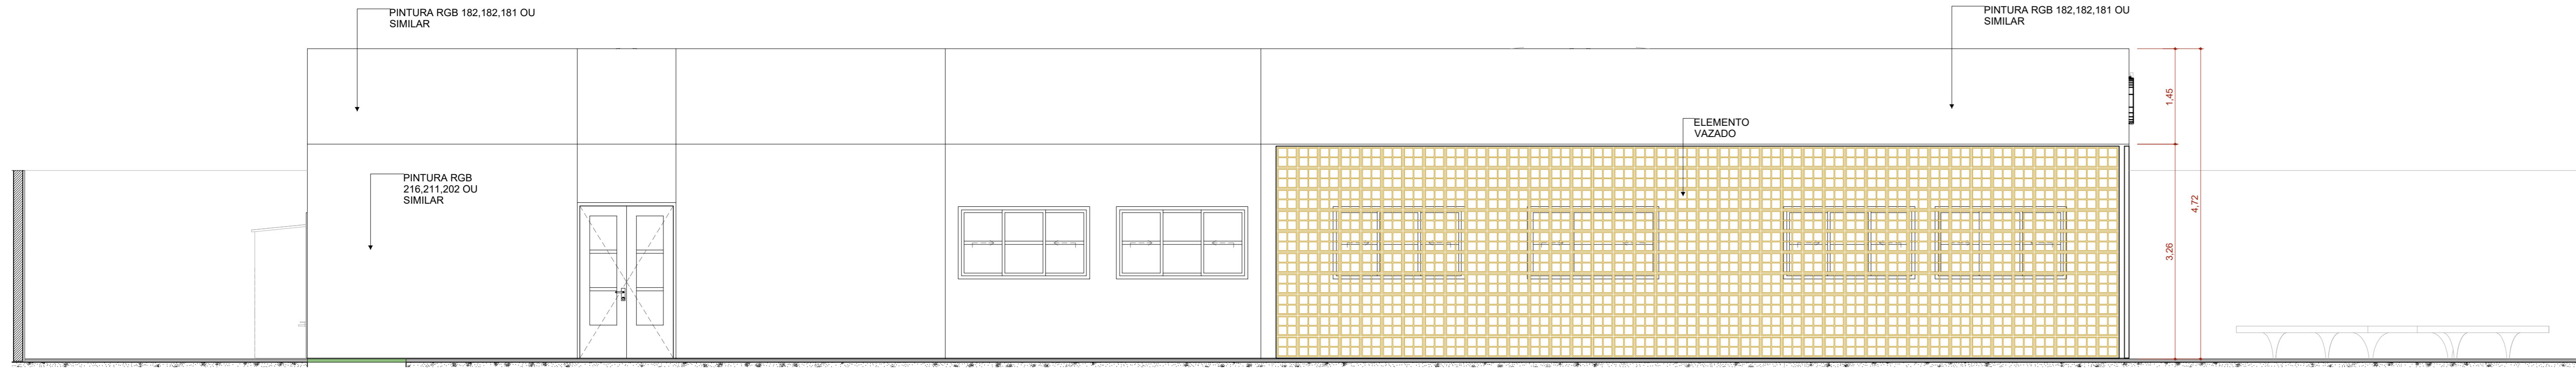 PINTURA RGB 182,182,181 OU
SIMILAR
PINTURA RGB 182,182,181 OU
SIMILAR
1,45
ELEMENTO
VAZADO
PINTURA RGB
216,211,202 OU
SIMILAR
4,72
3,26